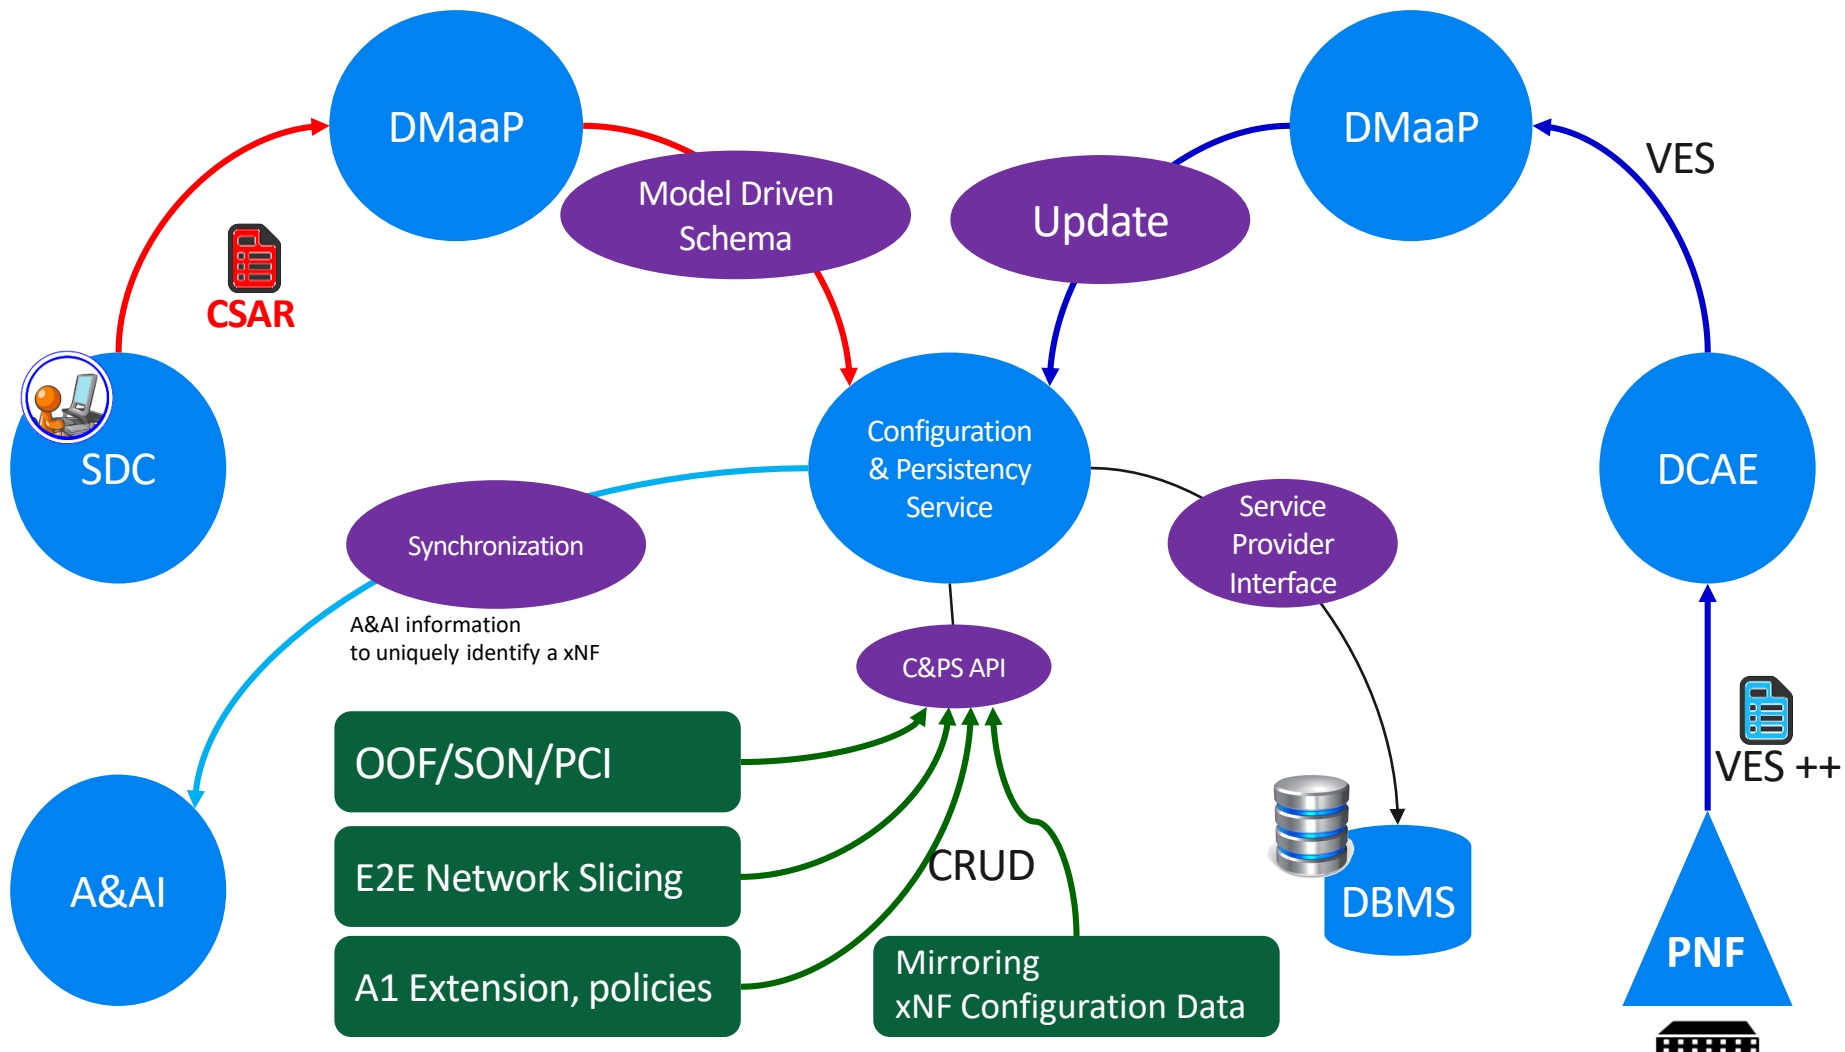 DMaaP
DMaaP
VES
Model Driven
Schema
Update
CSAR
SDC
Configuration
& Persistency
Service
DCAE
Synchronization
Service
Provider
Interface
A&AI information
to uniquely identify a xNF
C&PS API
OOF/SON/PCI
VES ++
E2E Network Slicing
CRUD
A&AI
DBMS
A1 Extension, policies
Mirroring
xNF Configuration Data
PNF